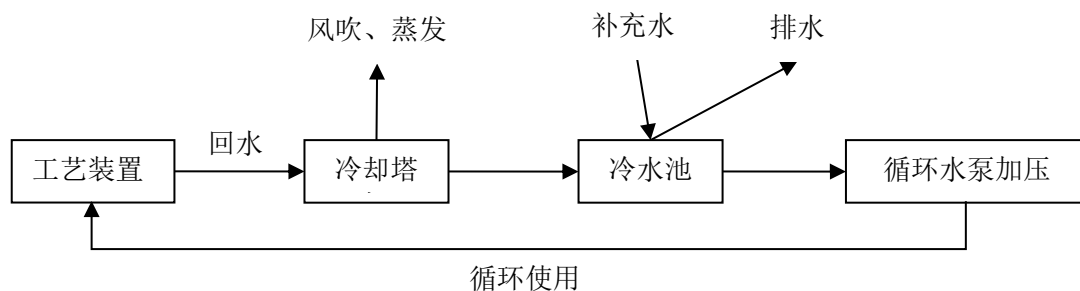 风吹、蒸发
补充水
排水
工艺装置
回水
冷却塔
冷水池
循环水泵加压
循环使用